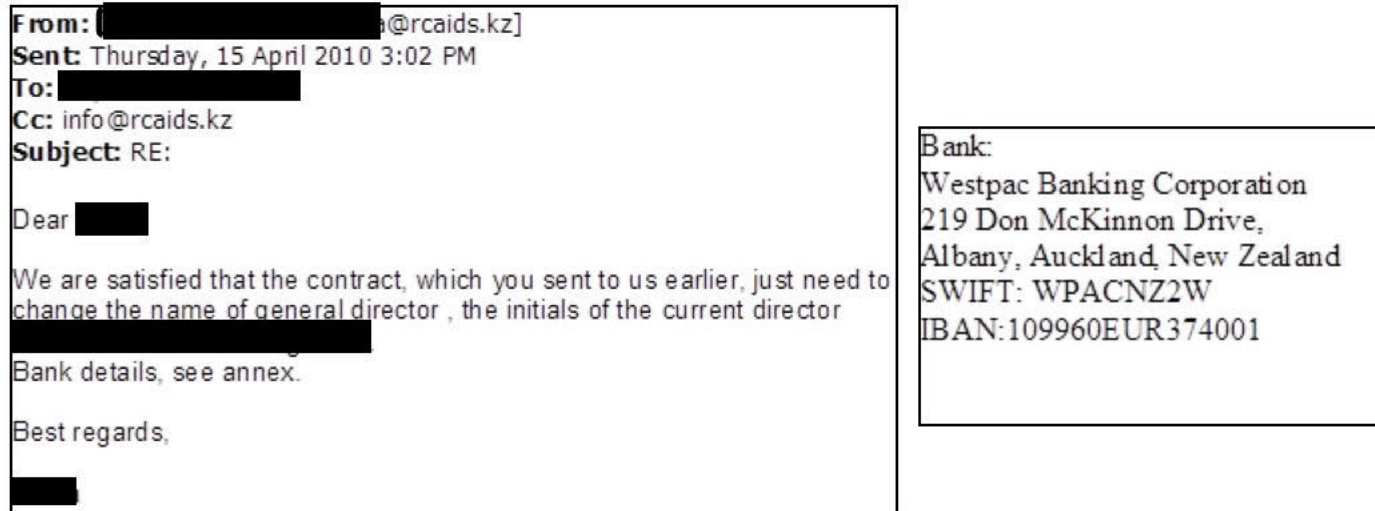 From: [a@rcaids.kz]
Sent: Thursday, 15 April 2010 3:02 PM
To:
Cc: info@rcaids.kz
Subject: RE:
Dear
We are satisfied that the contract, which you sent to us earlier, just need to
change the name of general director , the initials of the current director
Bank details, see annex.
Best regards,
Bank:
Westpac Banking Corporation
219 Don McKinnon Drive,
Albany, Auckland, New Zealand
SWIFT: WPACNZ2W
IBAN:109960EUR374001